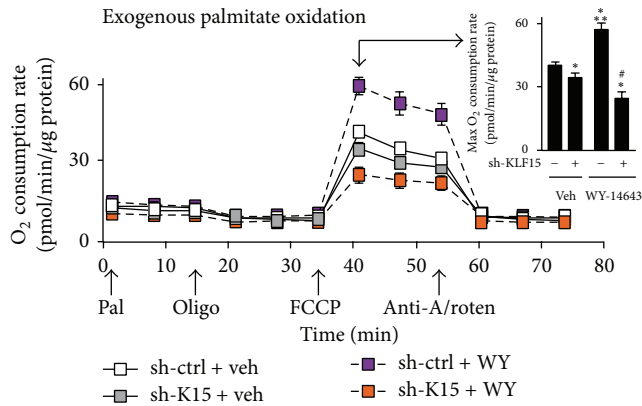 Exogenous palmitate oxidation
O2 consumption rate
(pmol/min/μg protein)
60
30
0
0
10
20
30
40
50
60
70
80
Pal
Oligo
FCCP
Anti-A/roten
Time (min)
Max O2 consumption rate
(pmol/min/μg protein)
60
30
0
*
*
**
#
*
sh-KLF15
−
+
−
+
Veh
WY-14643
sh-ctrl + veh
sh-K15 + veh
sh-ctrl + WY
sh-K15 + WY